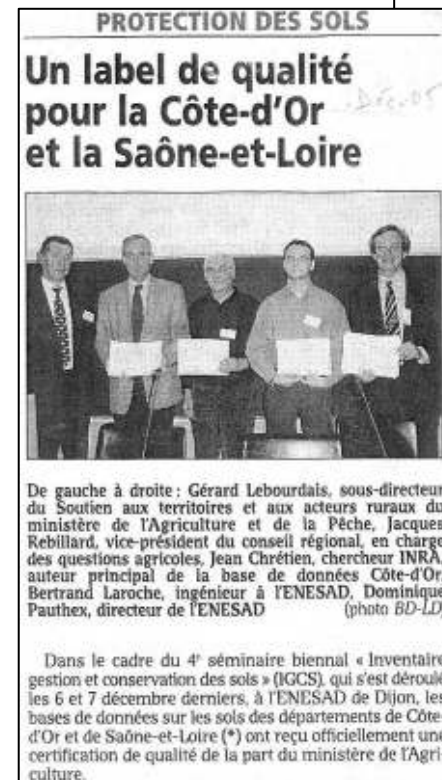 PROTECTION DES SOLS
Un label de qualité
pour la Côte-d'Or
et la Saône-et-Loire
Déc. 05
De gauche à droite : Gérard Lebourdais, sous-directeur
du Soutien aux territoires et aux acteurs ruraux du
ministère de l'Agriculture et de la Pêche, Jacques
Rebillard, vice-président du conseil régional, en charge
des questions agricoles, Jean Chrétien, chercheur INRA,
auteur principal de la base de données Côte-d'Or,
Bertrand Laroche, ingénieur à l'ENESAD, Dominique
Pauthex, directeur de l'ENESAD (photo BD-LD)
Dans le cadre du 4e séminaire biennal « Inventaire
gestion et conservation des sols » (IGCS), qui s'est déroulé
les 6 et 7 décembre derniers, à l'ENESAD de Dijon, les
bases de données sur les sols des départements de Côte-
d'Or et de Saône-et-Loire (*) ont reçu officiellement une
certification de qualité de la part du ministère de l'Agri-
culture.